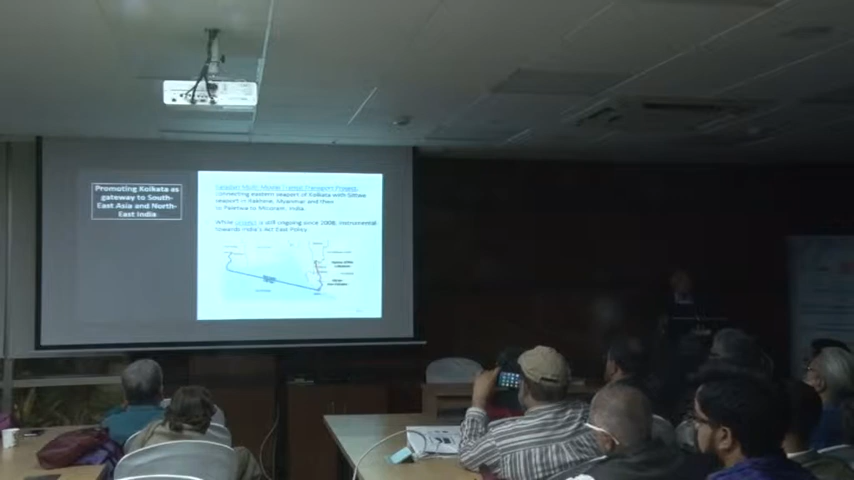 Promoting Kolkata as
gateway to South-
East Asia and North-
East India
Kaladan Multi Modal Transit Transport Project,
connecting eastern seaport of Kolkata with Sittwe
seaport in Rakhine, Myanmar and then
to Paletwa to Mizoram, India
While project is still ongoing since 2008, instrumental
towards India's Act East Policy